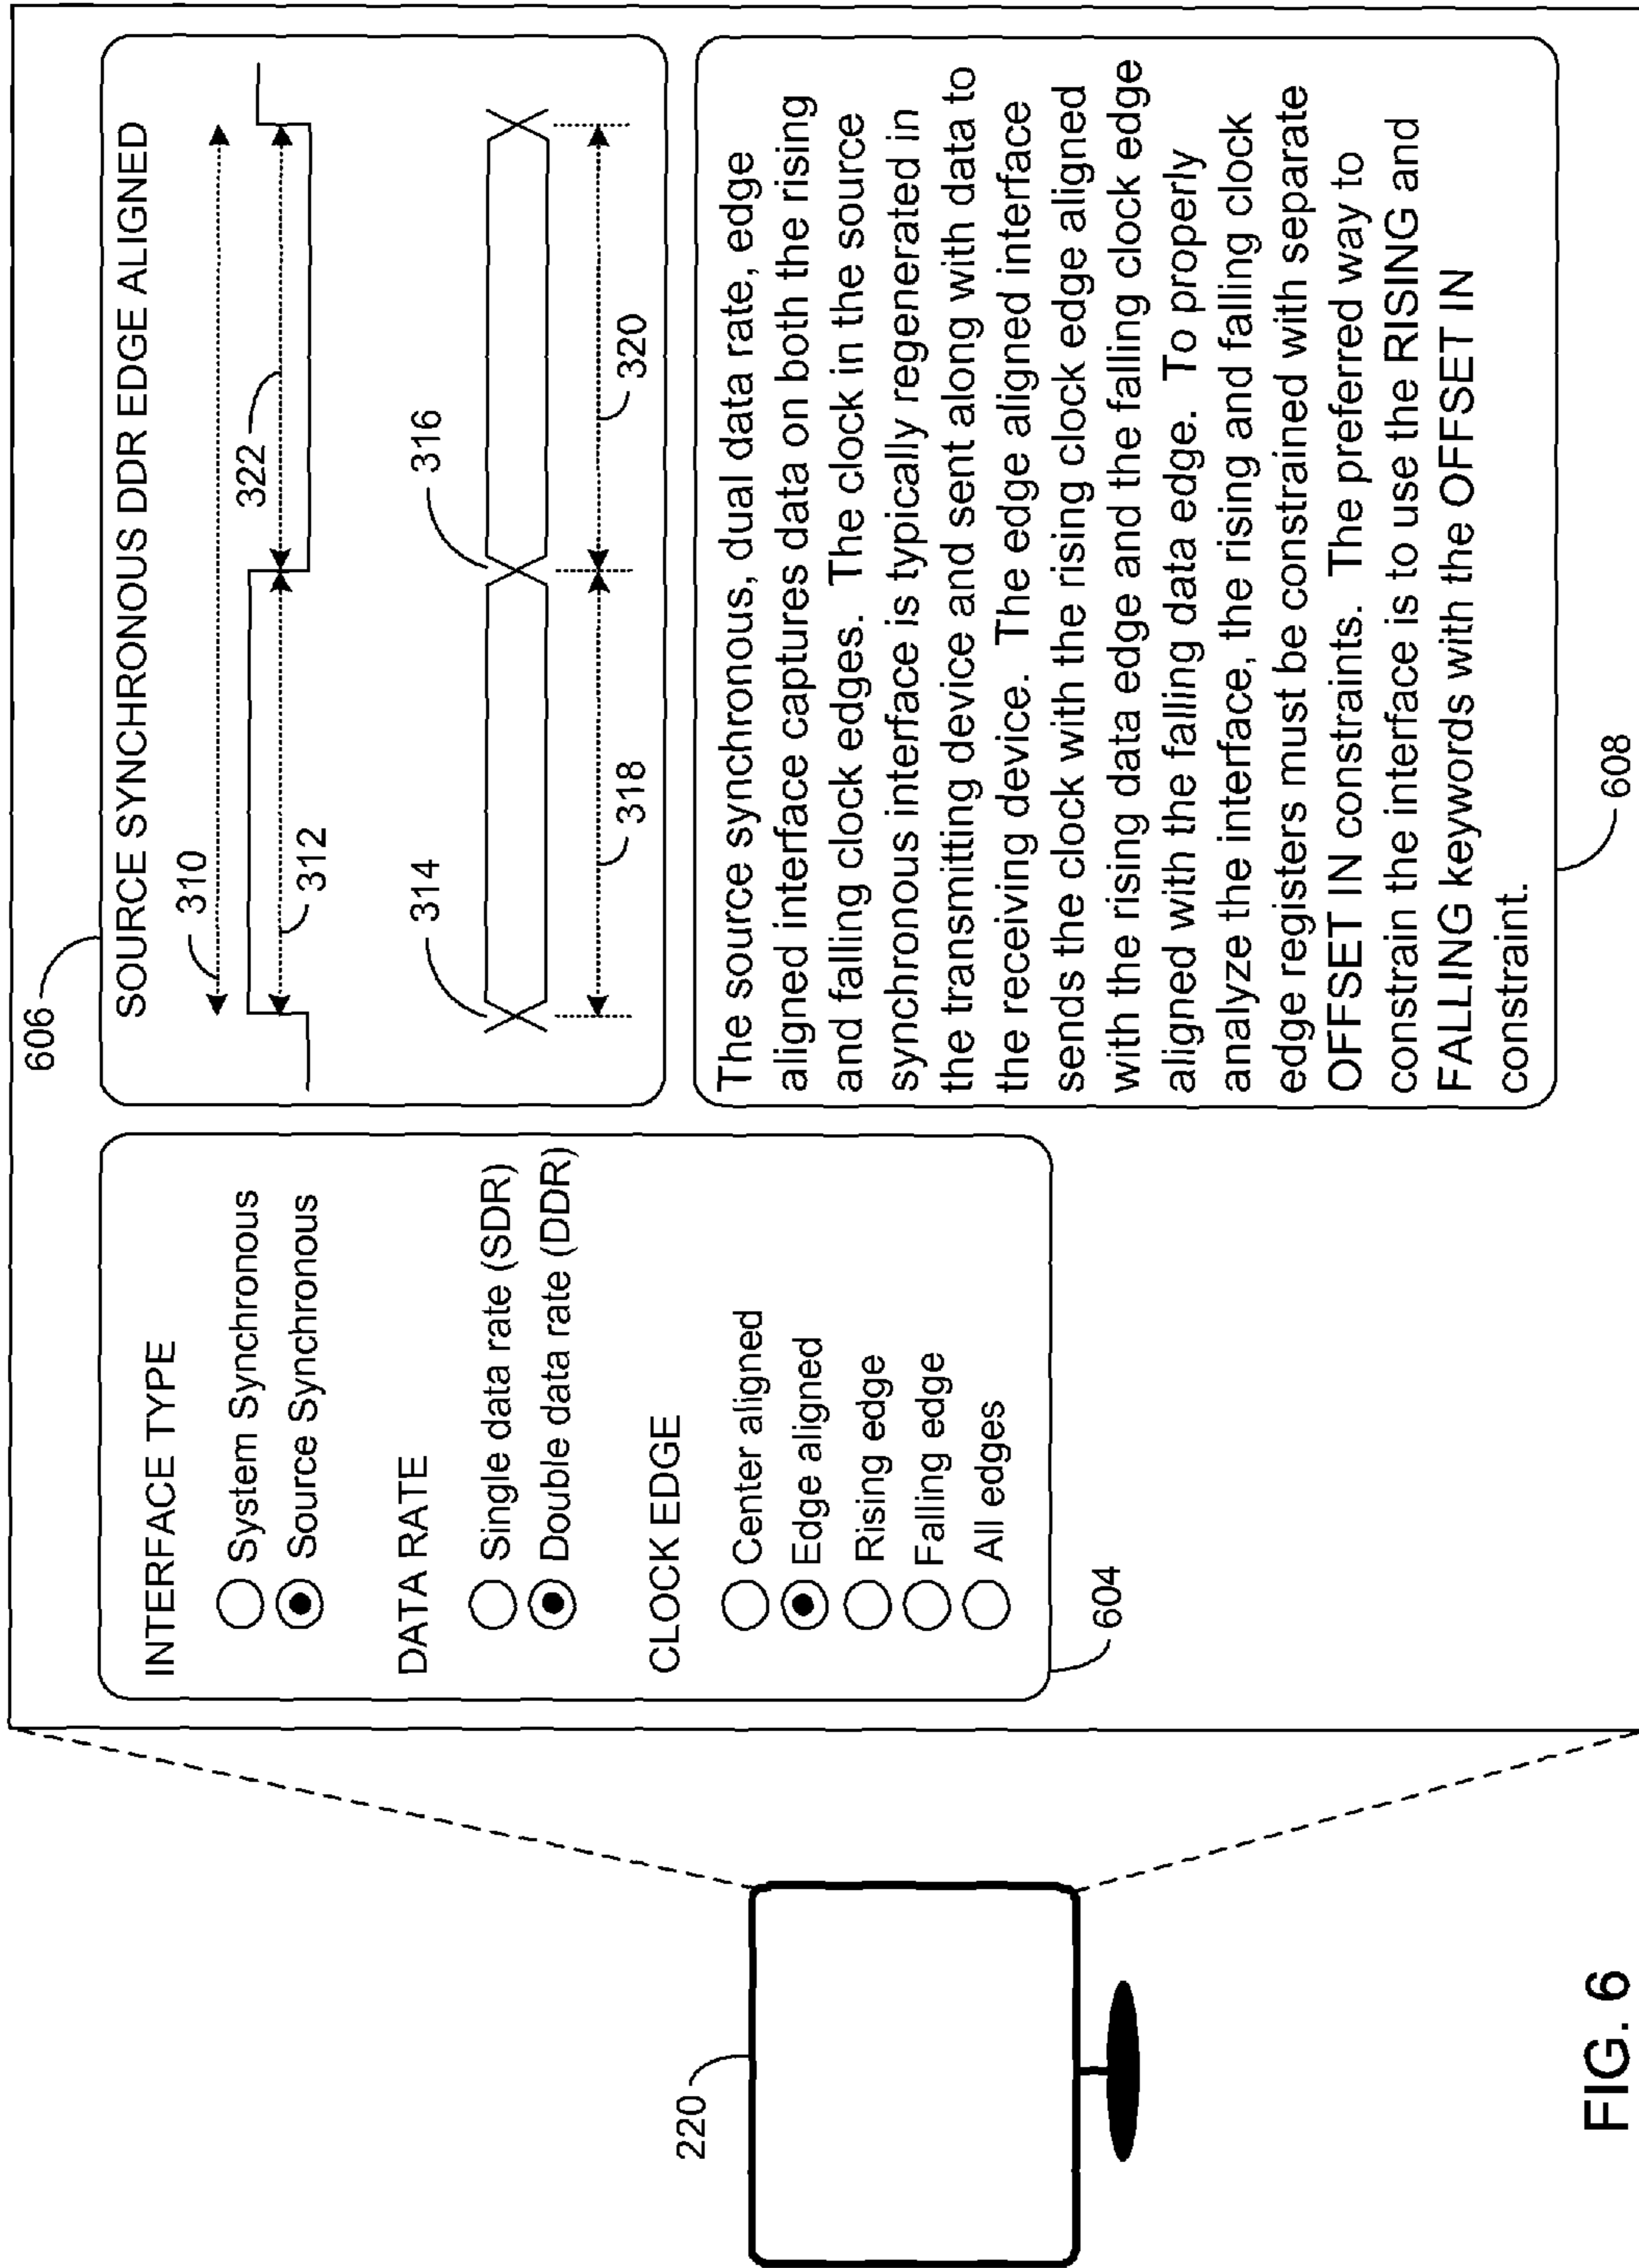 606
INTERFACE TYPE
System Synchronous
Source Synchronous
DATA RATE
Single data rate (SDR)
Double data rate (DDR)
CLOCK EDGE
Center aligned
Edge aligned
Rising edge
Falling edge
All edges
604
SOURCE SYNCHRONOUS DDR EDGE ALIGNED
310
312
322
314
316
318
320
The source synchronous, dual data rate, edge
aligned interface captures data on both the rising
and falling clock edges. The clock in the source
synchronous interface is typically regenerated in
the transmitting device and sent along with data to
the receiving device. The edge aligned interface
sends the clock with the rising clock edge aligned
with the rising data edge and the falling clock edge
aligned with the falling data edge. To properly
analyze the interface, the rising and falling clock
edge registers must be constrained with separate
OFFSET IN constraints. The preferred way to
constrain the interface is to use the RISING and
FALLING keywords with the OFFSET IN
constraint.
608
220
FIG. 6